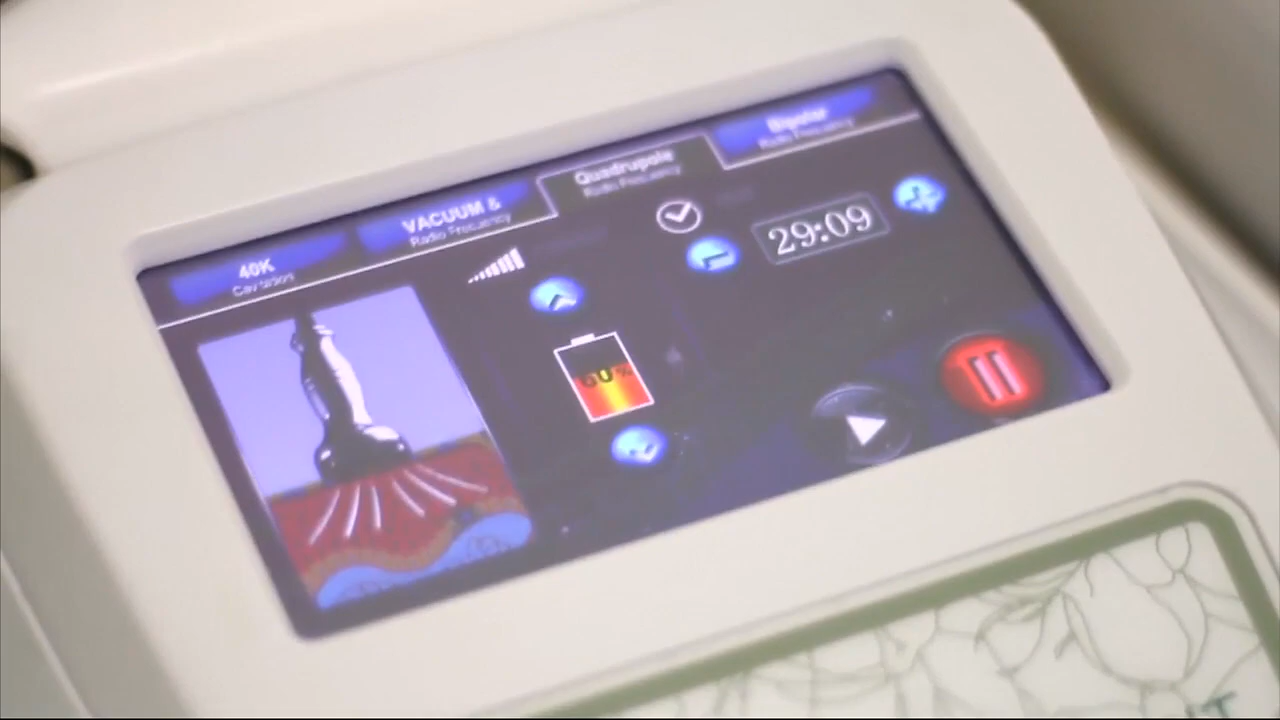 40K
Cavitation
VACUUM &
Radio Frequency
Quadrupole
Radio Frequency
Bipolar
Radio Frequency
29:09
60%